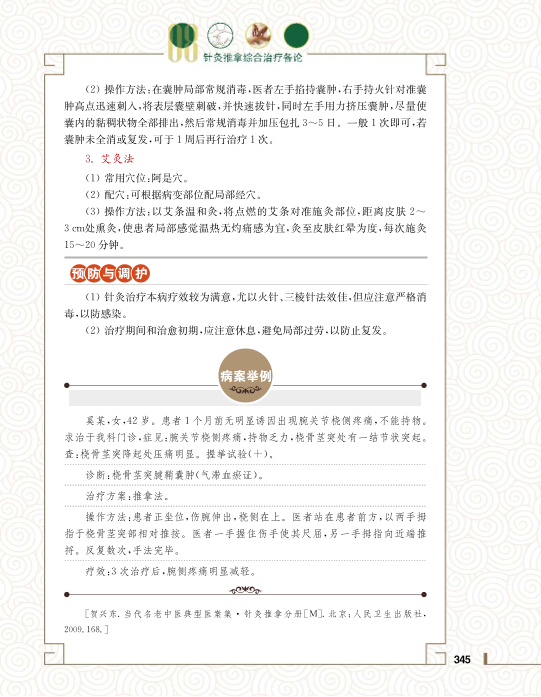 针灸推拿综合治疗备论
(2) 操作方法:在囊肿局部常规消毒,医者左手掐持囊肿,右手持火针对准囊
肿高点迅速刺入,将表层囊壁刺破,并快速拔针,同时左手用力挤压囊肿,尽量使
囊内的黏稠状物全部排出,然后常规消毒并加压包扎 3～5 日。一般 1 次即可,若
囊肿未全消或复发,可于 1 周后再行治疗 1 次。
3. 艾灸法
(1) 常用穴位:阿是穴。
(2) 配穴:可根据病变部位配局部经穴。
(3) 操作方法:以艾条温和灸,将点燃的艾条对准施灸部位,距离皮肤 2～
3 cm处熏灸,使患者局部感觉温热无灼痛感为宜,灸至皮肤红晕为度,每次施灸
15～20 分钟。
预防与调护
(1) 针灸治疗本病疗效较为满意,尤以火针、三棱针法效佳,但应注意严格消
毒,以防感染。
(2) 治疗期间和治愈初期,应注意休息,避免局部过劳,以防止复发。
病案举例
奚某,女,42 岁。患者 1 个月前无明显诱因出现腕关节桡侧疼痛,不能持物。
求治于我科门诊,症见:腕关节桡侧疼痛,持物乏力,桡骨茎突处有一结节状突起。
查:桡骨茎突隆起处压痛明显。握拳试验(+)。
诊断:桡骨茎突腱鞘囊肿(气滞血瘀证)。
治疗方案:推拿法。
操作方法:患者正坐位,伤腕伸出,桡侧在上。医者站在患者前方,以两手拇
指于桡骨茎突部相对推按。医者一手握住伤手使其尺屈,另一手拇指向近端推
挤。反复数次,手法完毕。
疗效:3 次治疗后,腕侧疼痛明显减轻。
[贺兴东.当代名老中医典型医案集·针灸推拿分册[M].北京:人民卫生出版社,
2009.168.]
345